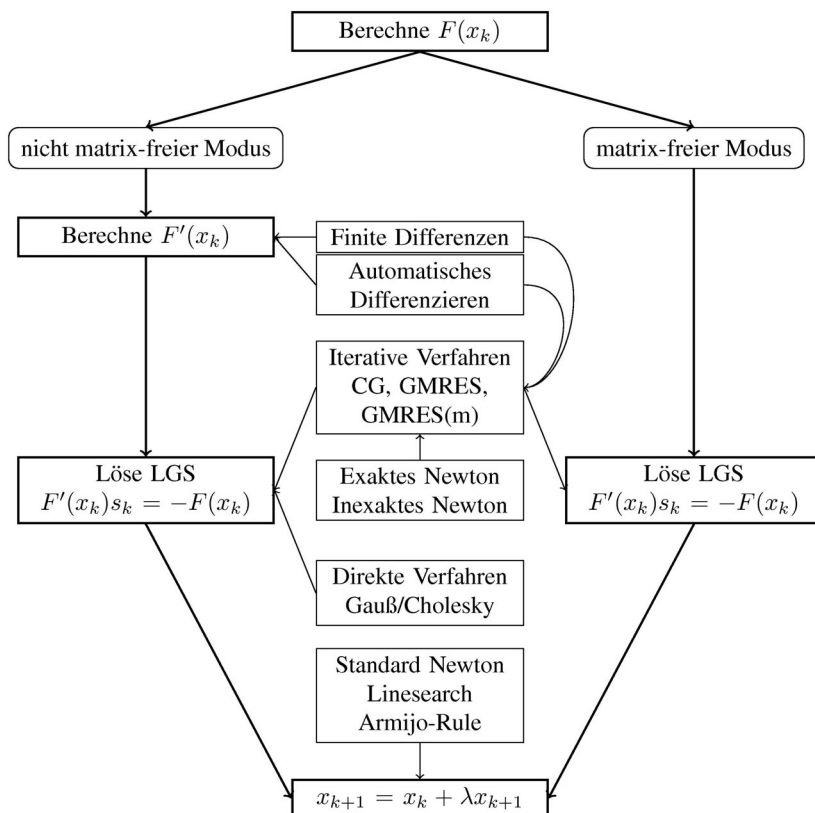 Berechne F(x_k)
nicht matrix-freier Modus
matrix-freier Modus
Berechne F'(x_k)
Finite Differenzen
Automatisches
Differenzieren
Iterative Verfahren
CG, GMRES,
GMRES(m)
Löse LGS
F'(x_k)s_k = −F(x_k)
Exaktes Newton
Inexaktes Newton
Löse LGS
F'(x_k)s_k = −F(x_k)
Direkte Verfahren
Gauß/Cholesky
Standard Newton
Linesearch
Armijo-Rule
x_{k+1} = x_k + λx_{k+1}